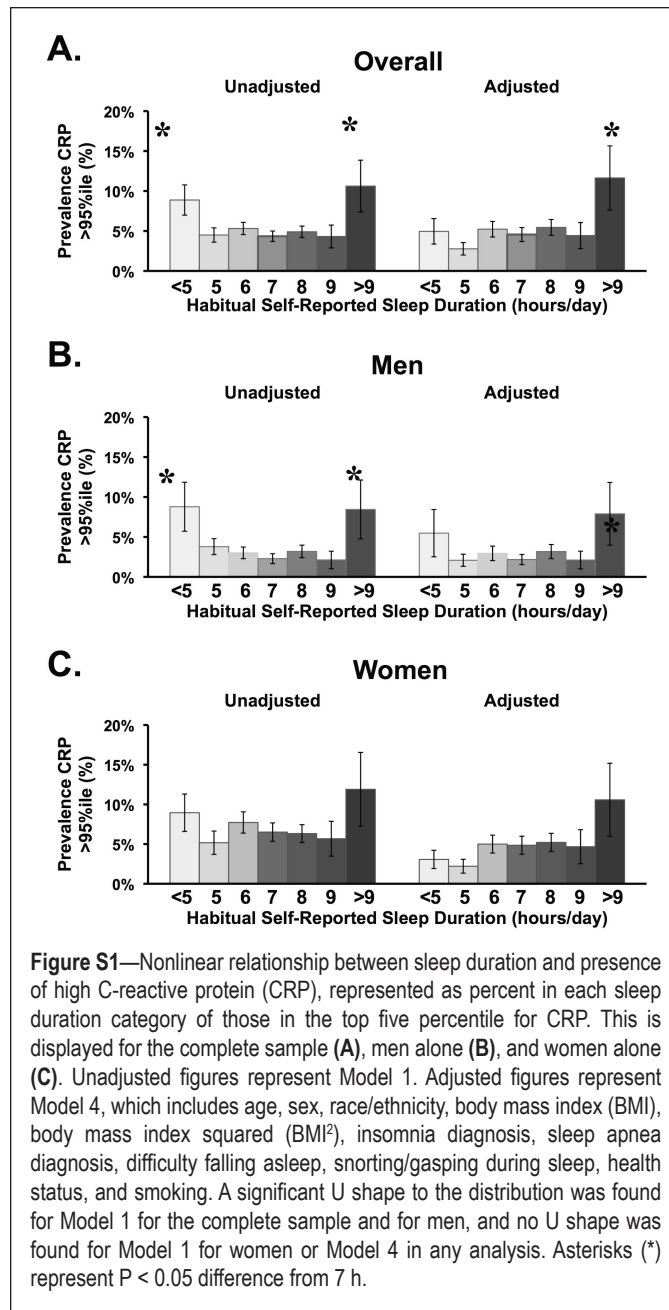 A.
Overall
Unadjusted
Adjusted
Prevalence CRP
>95%ile (%)
20%
15%
10%
5%
0%
*
*
*
<5 5 6 7 8 9 >9 <5 5 6 7 8 9 >9
Habitual Self-Reported Sleep Duration (hours/day)
B.
Men
Unadjusted
Adjusted
Prevalence CRP
>95%ile (%)
20%
15%
10%
5%
0%
*
*
*
<5 5 6 7 8 9 >9 <5 5 6 7 8 9 >9
Habitual Self-Reported Sleep Duration (hours/day)
C.
Women
Unadjusted
Adjusted
Prevalence CRP
>95%ile (%)
20%
15%
10%
5%
0%
<5 5 6 7 8 9 >9 <5 5 6 7 8 9 >9
Habitual Self-Reported Sleep Duration (hours/day)
Figure S1—Nonlinear relationship between sleep duration and presence
of high C-reactive protein (CRP), represented as percent in each sleep
duration category of those in the top five percentile for CRP. This is
displayed for the complete sample (A), men alone (B), and women alone
(C). Unadjusted figures represent Model 1. Adjusted figures represent
Model 4, which includes age, sex, race/ethnicity, body mass index (BMI),
body mass index squared (BMI²), insomnia diagnosis, sleep apnea
diagnosis, difficulty falling asleep, snorting/gasping during sleep, health
status, and smoking. A significant U shape to the distribution was found
for Model 1 for the complete sample and for men, and no U shape was
found for Model 1 for women or Model 4 in any analysis. Asterisks (*)
represent P < 0.05 difference from 7 h.